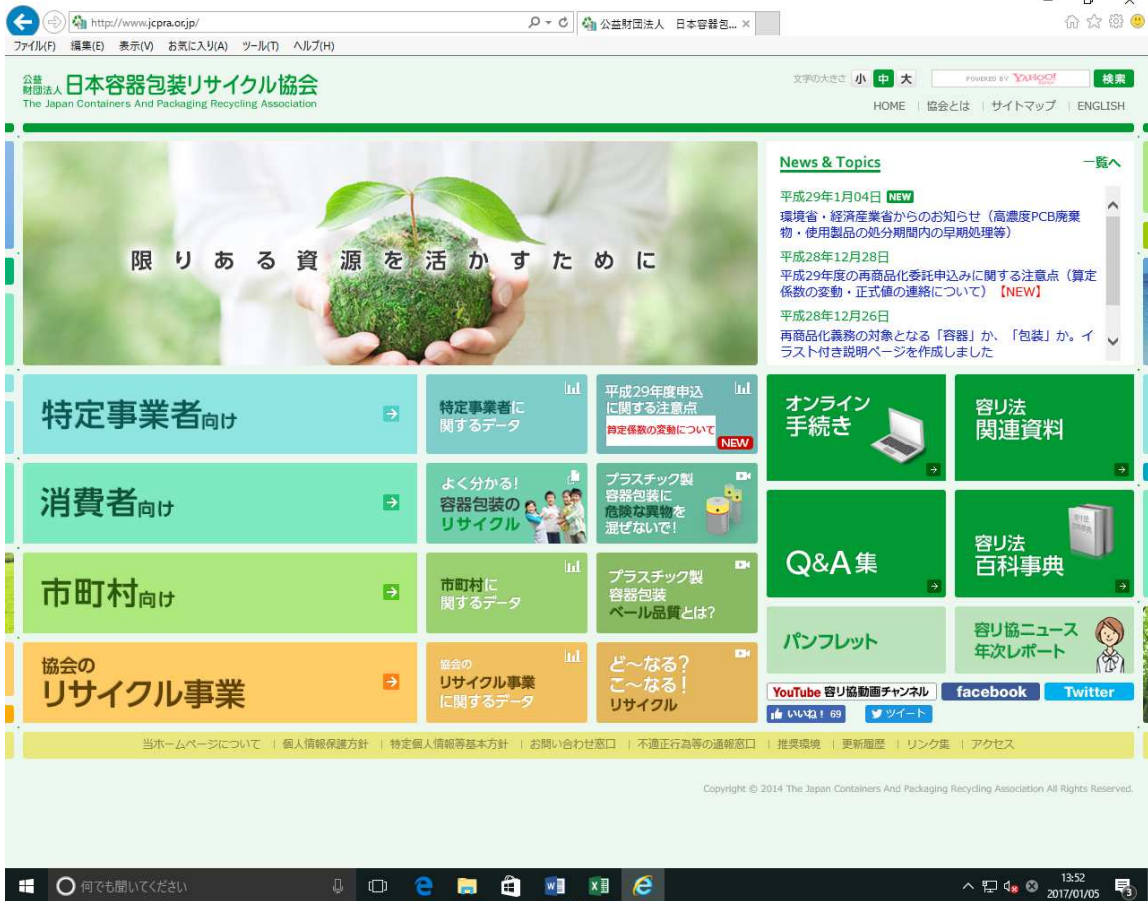 http://www.jcpra.or.jp/
公益財団法人 日本容器包...
ファイル(F) 編集(E) 表示(V) お気に入り(A) ツール(T) ヘルプ(H)
公益
財団法人 日本容器包装リサイクル協会
The Japan Containers And Packaging Recycling Association
文字の大きさ 小 中 大
POWERED BY YAHOO! 検索
HOME | 協会とは | サイトマップ | ENGLISH
限りある資源を活かすために
News & Topics 一覧へ
平成29年1月04日 NEW
環境省・経済産業省からのお知らせ（高濃度PCB廃棄
物・使用製品の処分期間内の早期処理等）
平成28年12月28日
平成29年度の再商品化委託申込みに関する注意点（算定
係数の変動・正式値の連絡について）【NEW】
平成28年12月26日
再商品化義務の対象となる「容器」か、「包装」か。イ
ラスト付き説明ページを作成しました
特定事業者向け
特定事業者に
関するデータ
平成29年度申込
に関する注意点
算定係数の変動について
NEW
オンライン
手続き
容リ法
関連資料
消費者向け
よく分かる!
容器包装の
リサイクル
プラスチック製
容器包装に
危険な異物を
混ぜないで!
Q&A集
容リ法
百科事典
市町村向け
市町村に
関するデータ
プラスチック製
容器包装
ベール品質とは?
パンフレット
容リ協ニュース
年次レポート
協会の
リサイクル事業
協会の
リサイクル事業
に関するデータ
ど～なる?
こ～なる!
リサイクル
YouTube 容リ協動画チャンネル facebook Twitter
いいね! 69 ツイート
当ホームページについて | 個人情報保護方針 | 特定個人情報等基本方針 | お問い合わせ窓口 | 不適正行為等の通報窓口 | 推奨環境 | 更新履歴 | リンク集 | アクセス
Copyright © 2014 The Japan Containers And Packaging Recycling Association All Rights Reserved.
何でも聞いてください
13:52
2017/01/05
3